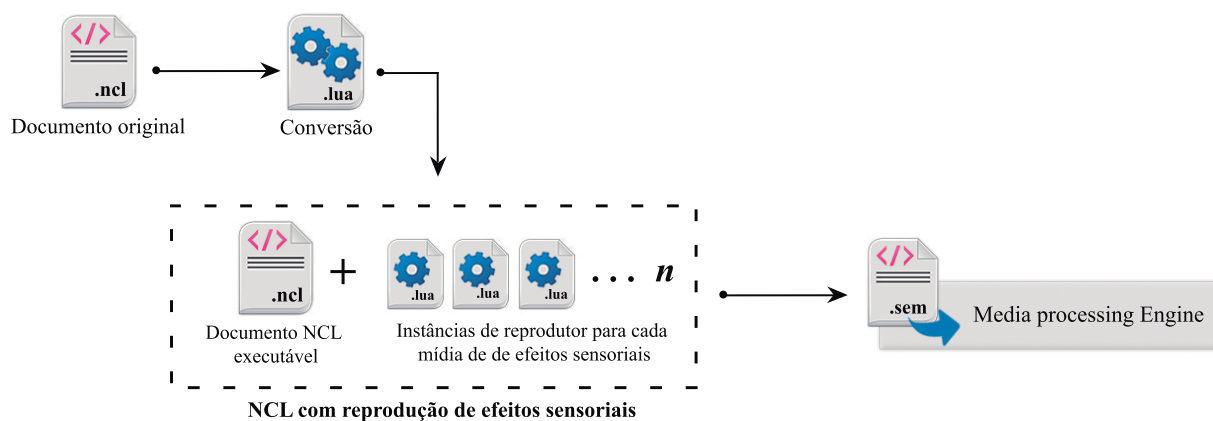 </>
.ncl
Documento original
.lua
Conversão
</>
.ncl
+
.lua
.lua
.lua
. . . n
Documento NCL
executável
Instâncias de reprodutor para cada
mídia de de efeitos sensoriais
NCL com reprodução de efeitos sensoriais
</>
.sem
Media processing Engine